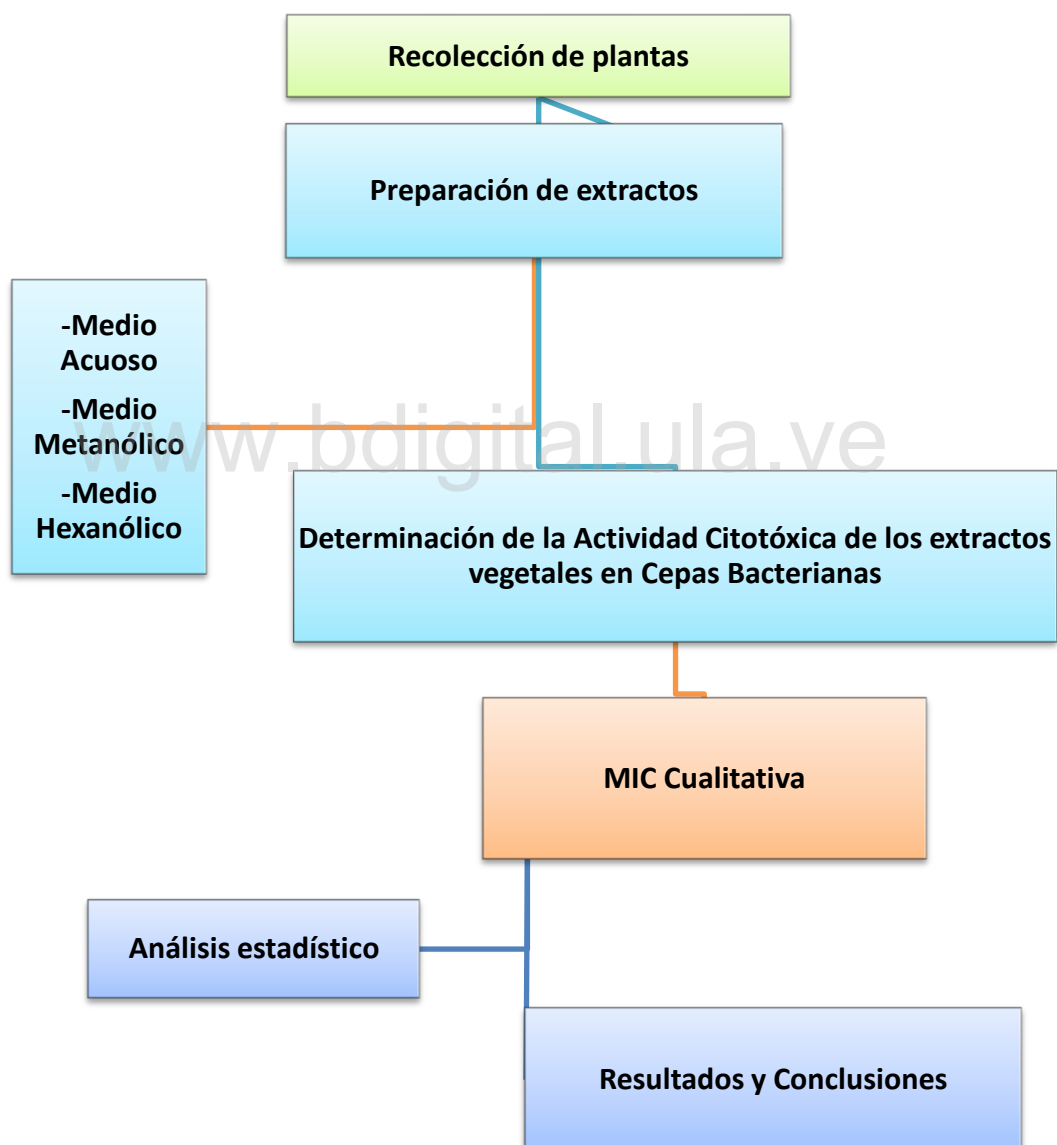 Recolección de plantas
Preparación de extractos
-Medio
Acuoso
-Medio
Metanólico
-Medio
Hexanólico
www.bdigital.ula.ve
Determinación de la Actividad Citotóxica de los extractos
vegetales en Cepas Bacterianas
MIC Cualitativa
Análisis estadístico
Resultados y Conclusiones